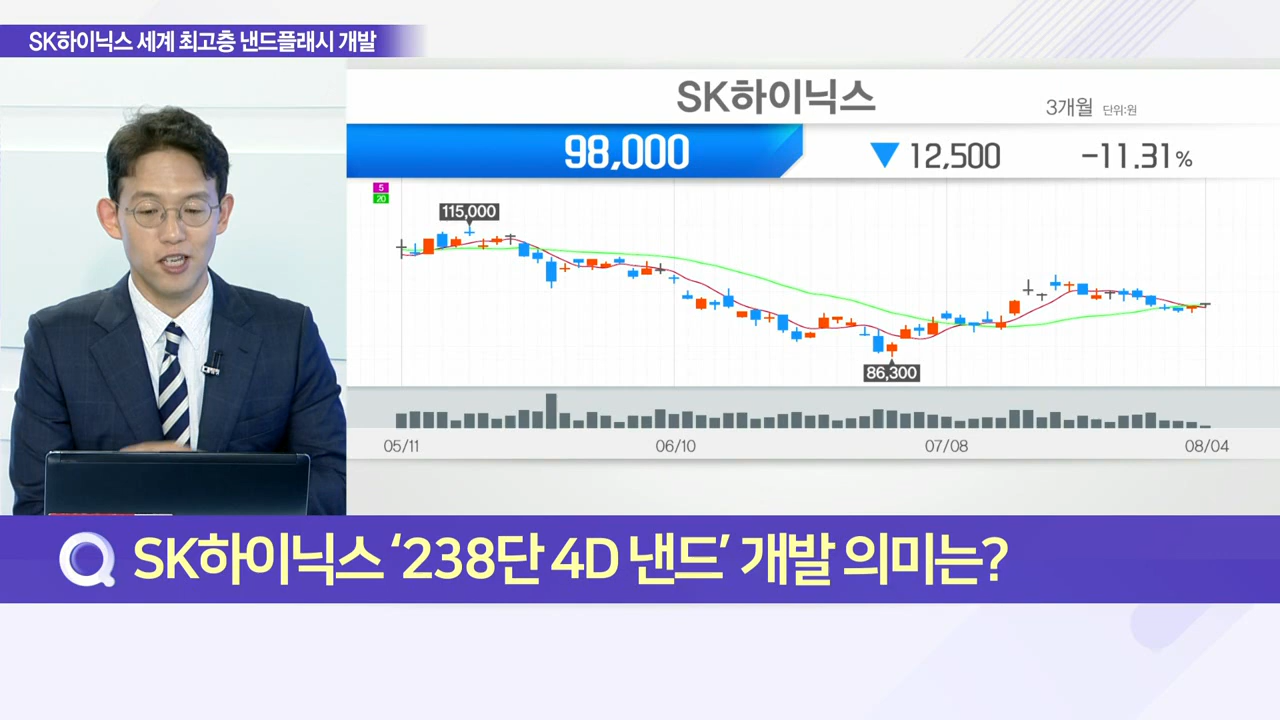 SK하이닉스 세계 최고층 낸드플래시 개발
SK하이닉스
3개월 단위:원
98,000 ▼ 12,500 -11.31%
5
20
115,000
86,300
05/11 06/10 07/08 08/04
SK하이닉스 ‘238단 4D 낸드’ 개발 의미는?